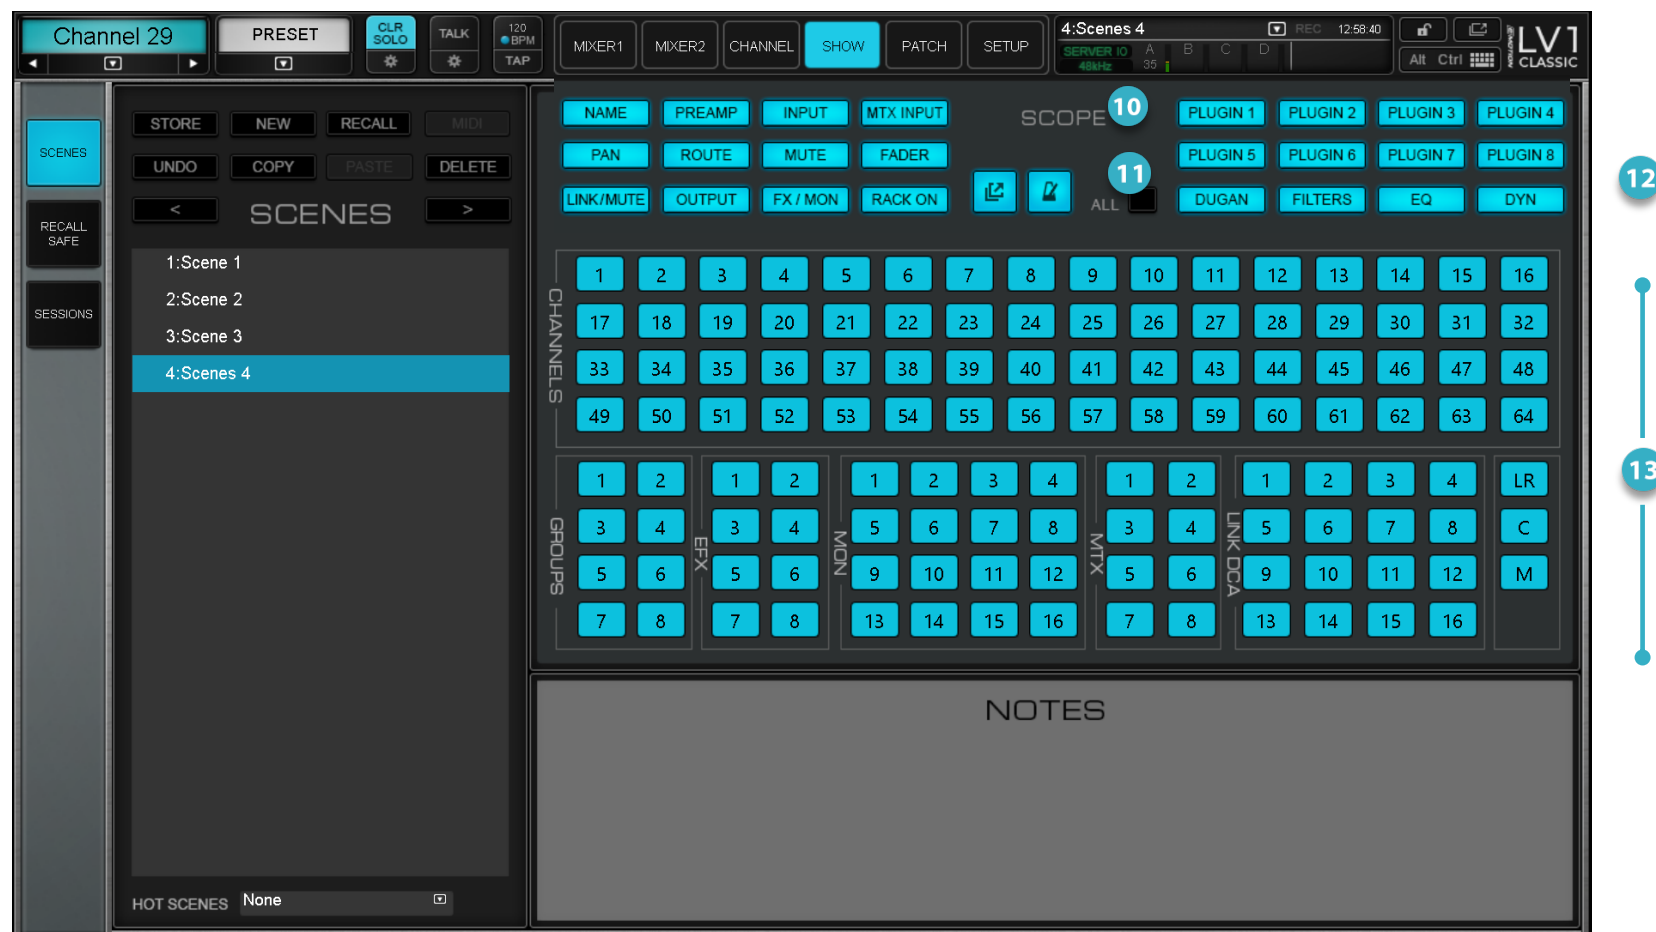 Channel 29 PRESET CLR SOLO TALK 120 BPM TAP MIXER1 MIXER2 CHANNEL SHOW PATCH SETUP
4:Scenes 4 REC 12:58:40
SERVER IO A B C D
48kHz 35
Alt Ctrl
LV1
CLASSIC
SCENES
RECALL
SAFE
SESSIONS
STORE NEW RECALL MIDI
UNDO COPY PASTE DELETE
< SCENES >
1:Scene 1
2:Scene 2
3:Scene 3
4:Scenes 4
HOT SCENES None
NAME PREAMP INPUT MTX INPUT SCOPE 10 PLUGIN 1 PLUGIN 2 PLUGIN 3 PLUGIN 4
PAN ROUTE MUTE FADER 11 PLUGIN 5 PLUGIN 6 PLUGIN 7 PLUGIN 8
LINK/MUTE OUTPUT FX / MON RACK ON ALL DUGAN FILTERS EQ DYN
12
CHANNELS
1 2 3 4 5 6 7 8 9 10 11 12 13 14 15 16
17 18 19 20 21 22 23 24 25 26 27 28 29 30 31 32
33 34 35 36 37 38 39 40 41 42 43 44 45 46 47 48
49 50 51 52 53 54 55 56 57 58 59 60 61 62 63 64
13
GROUPS
1 2
3 4
5 6
7 8
EFX
1 2
3 4
5 6
7 8
MON
1 2 3 4
5 6 7 8
9 10 11 12
13 14 15 16
MTX
1 2
3 4
5 6
7 8
LINK DCA
1 2 3 4
5 6 7 8
9 10 11 12
13 14 15 16
LR
C
M
NOTES